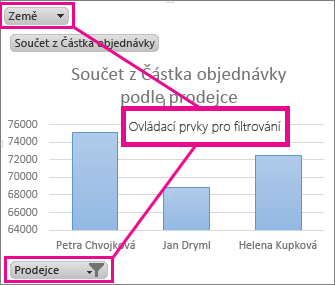 Země
Součet z Částka objednávky
Součet z Částka objednávky
podle prodejce
Ovládací prvky pro filtrování
76000
74000
72000
70000
68000
66000
64000
Petra Chvojková Jan Dryml Helena Kupková
Prodejce